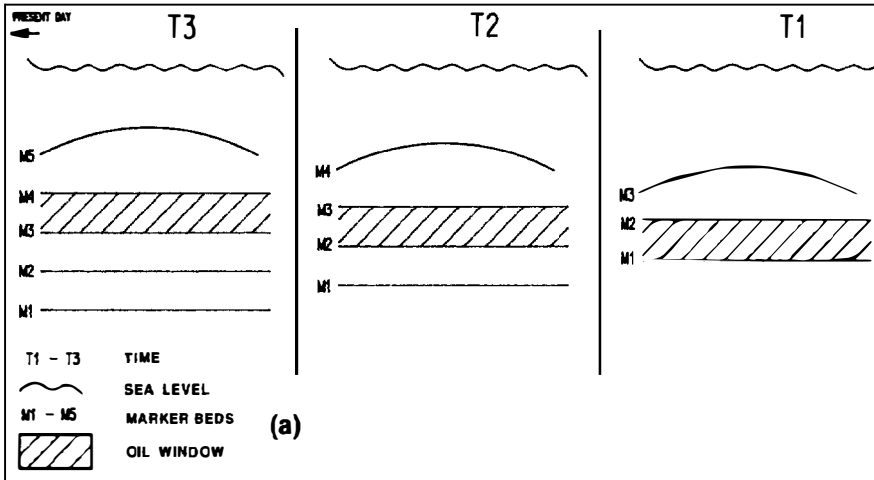 PRESENT DAY
T3
T2
T1
M5
M4
M3
M2
M1
M4
M3
M2
M1
M3
M2
M1
T1 - T3 TIME
SEA LEVEL
M1 - M5 MARKER BEDS
OIL WINDOW
(a)